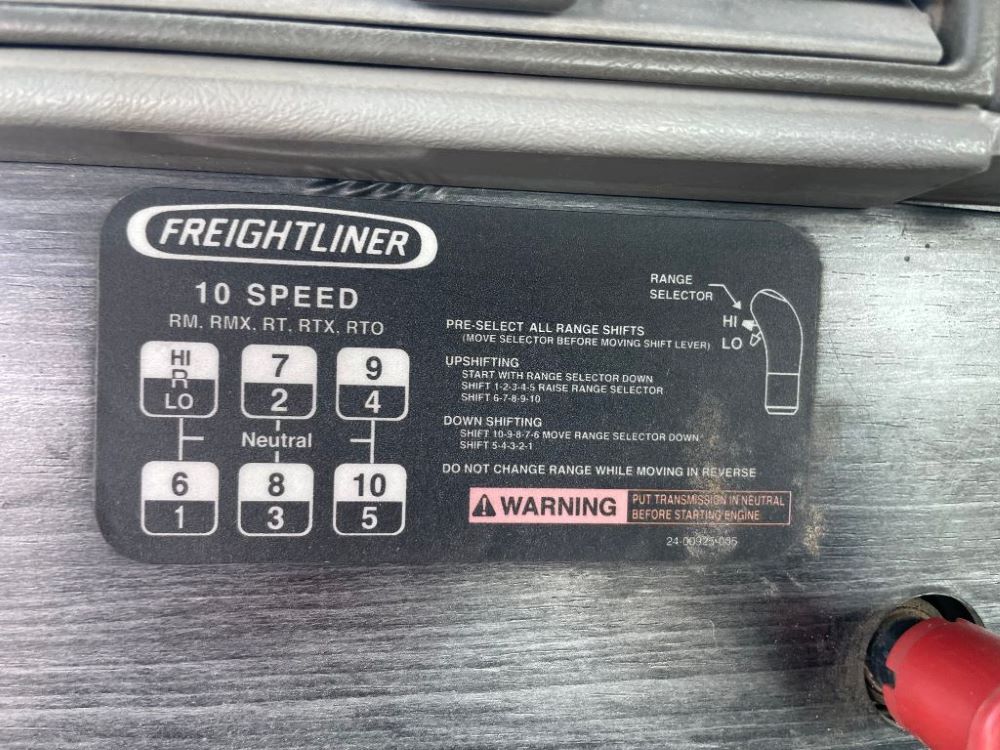 FREIGHTLINER
10 SPEED
RM, RMX, RT, RTX, RTO
HI
R
LO
7
2
9
4
Neutral
6
1
8
3
10
5
RANGE
SELECTOR
HI
LO
PRE-SELECT ALL RANGE SHIFTS
(MOVE SELECTOR BEFORE MOVING SHIFT LEVER)
UPSHIFTING
START WITH RANGE SELECTOR DOWN
SHIFT 1-2-3-4-5 RAISE RANGE SELECTOR
SHIFT 6-7-8-9-10
DOWN SHIFTING
SHIFT 10-9-8-7-6 MOVE RANGE SELECTOR DOWN
SHIFT 5-4-3-2-1
DO NOT CHANGE RANGE WHILE MOVING IN REVERSE
WARNING
PUT TRANSMISSION IN NEUTRAL
BEFORE STARTING ENGINE